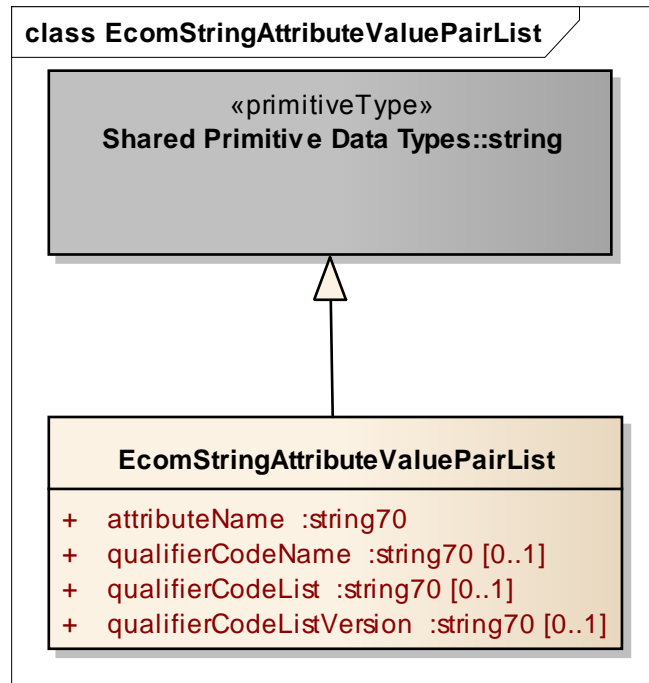 class EcomStringAttributeValuePairList
«primitiveType»
Shared Primitive Data Types::string
EcomStringAttributeValuePairList
+ attributeName :string70
+ qualifierCodeName :string70 [0..1]
+ qualifierCodeList :string70 [0..1]
+ qualifierCodeListVersion :string70 [0..1]